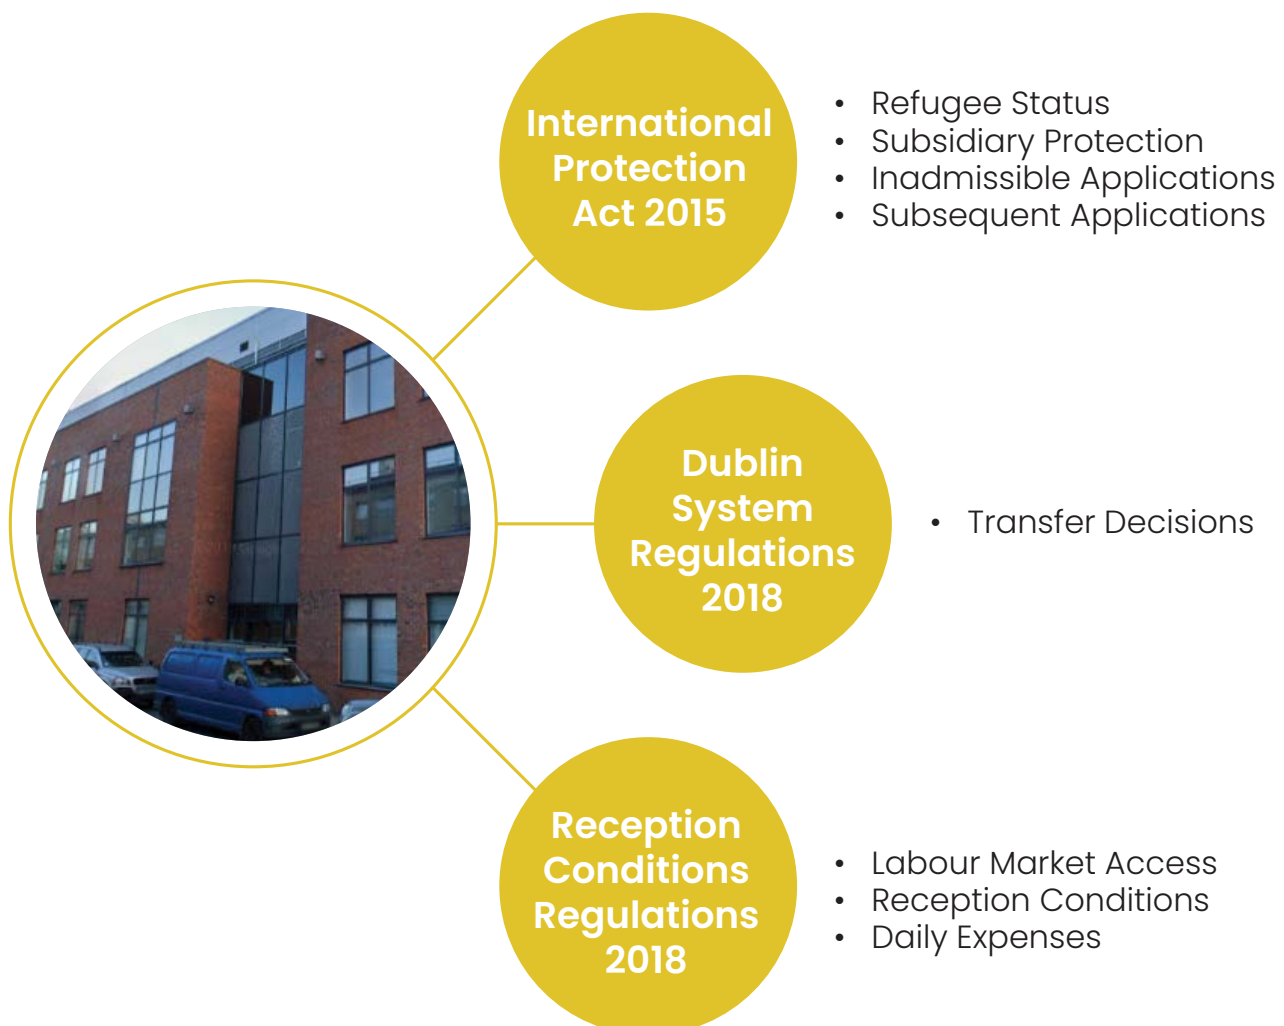 International
Protection
Act 2015
• Refugee Status
• Subsidiary Protection
• Inadmissible Applications
• Subsequent Applications
Dublin
System
Regulations
2018
• Transfer Decisions
Reception
Conditions
Regulations
2018
• Labour Market Access
• Reception Conditions
• Daily Expenses